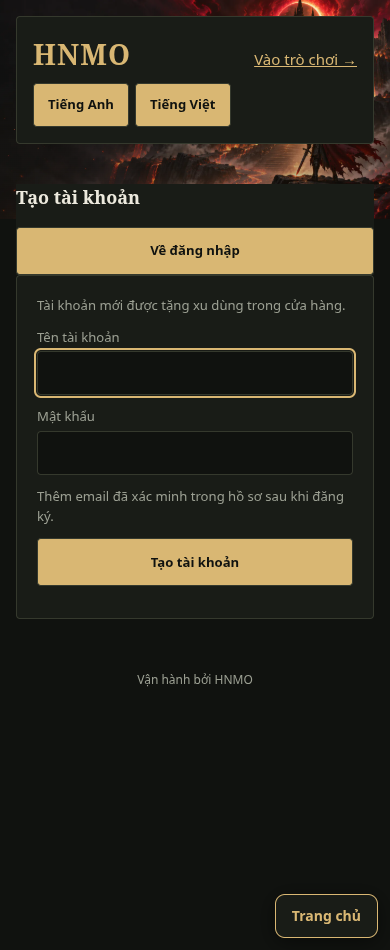 HNMO
Vào trò chơi →
Tiếng Anh
Tiếng Việt
Tạo tài khoản
Về đăng nhập
Tài khoản mới được tặng xu dùng trong cửa hàng.
Tên tài khoản
Mật khẩu
Thêm email đã xác minh trong hồ sơ sau khi đăng
ký.
Tạo tài khoản
Vận hành bởi HNMO
Trang chủ